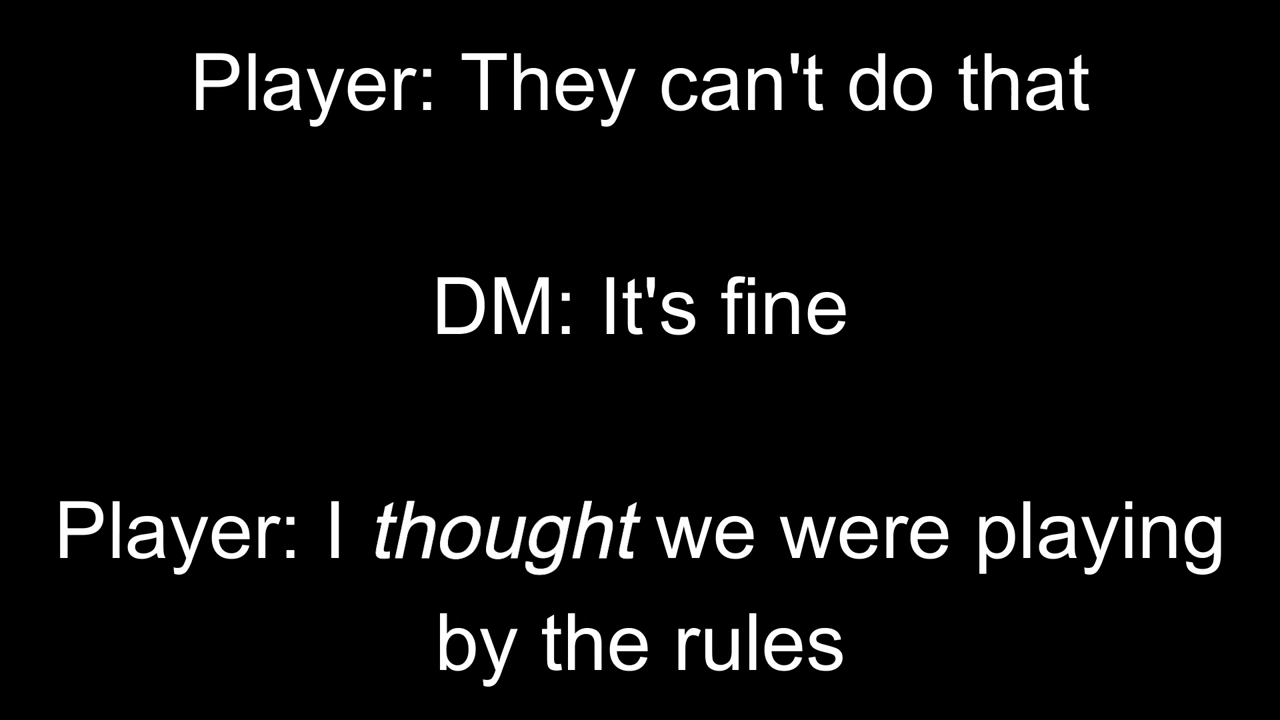 Player: They can't do that
DM: It's fine
Player: I thought we were playing
by the rules